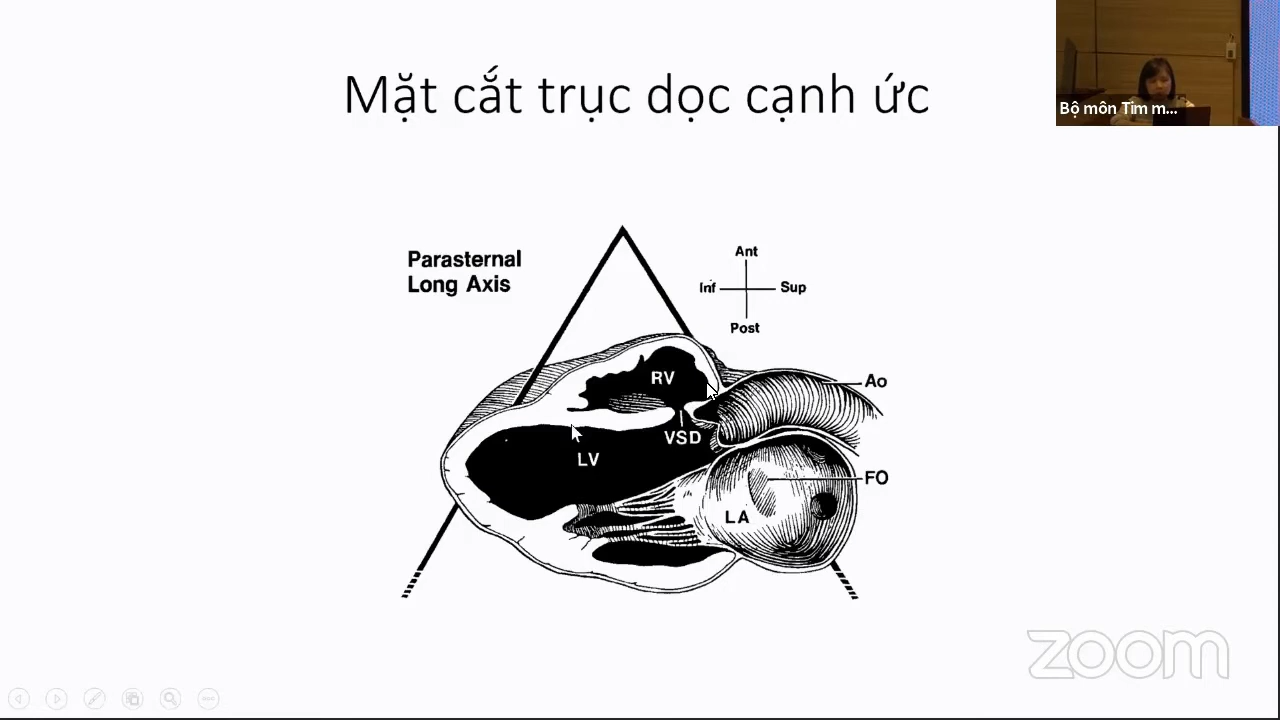 Mặt cắt trục dọc cạnh ức
Bộ môn Tim m...
Parasternal
Long Axis
Ant
Inf
Sup
Post
RV
Ao
VSD
LV
FO
LA
zoom